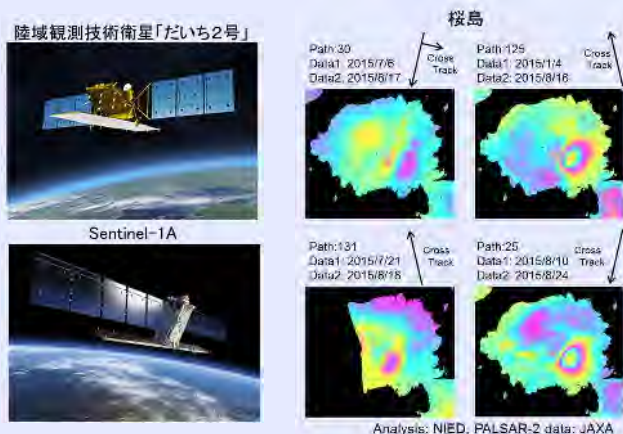 陸域観測技術衛星「だいち2号」
Sentinel-1A
桜島
Path:30
Data1: 2015/7/6
Data2: 2015/8/17
Cross
Track
Path:125
Data1: 2015/1/4
Data2: 2015/8/16
Cross
Track
Path:131
Data1: 2015/7/21
Data2: 2015/8/18
Cross
Track
Path:25
Data1: 2015/8/10
Data2: 2015/8/24
Cross
Track
Analysis: NIED, PALSAR-2 data: JAXA